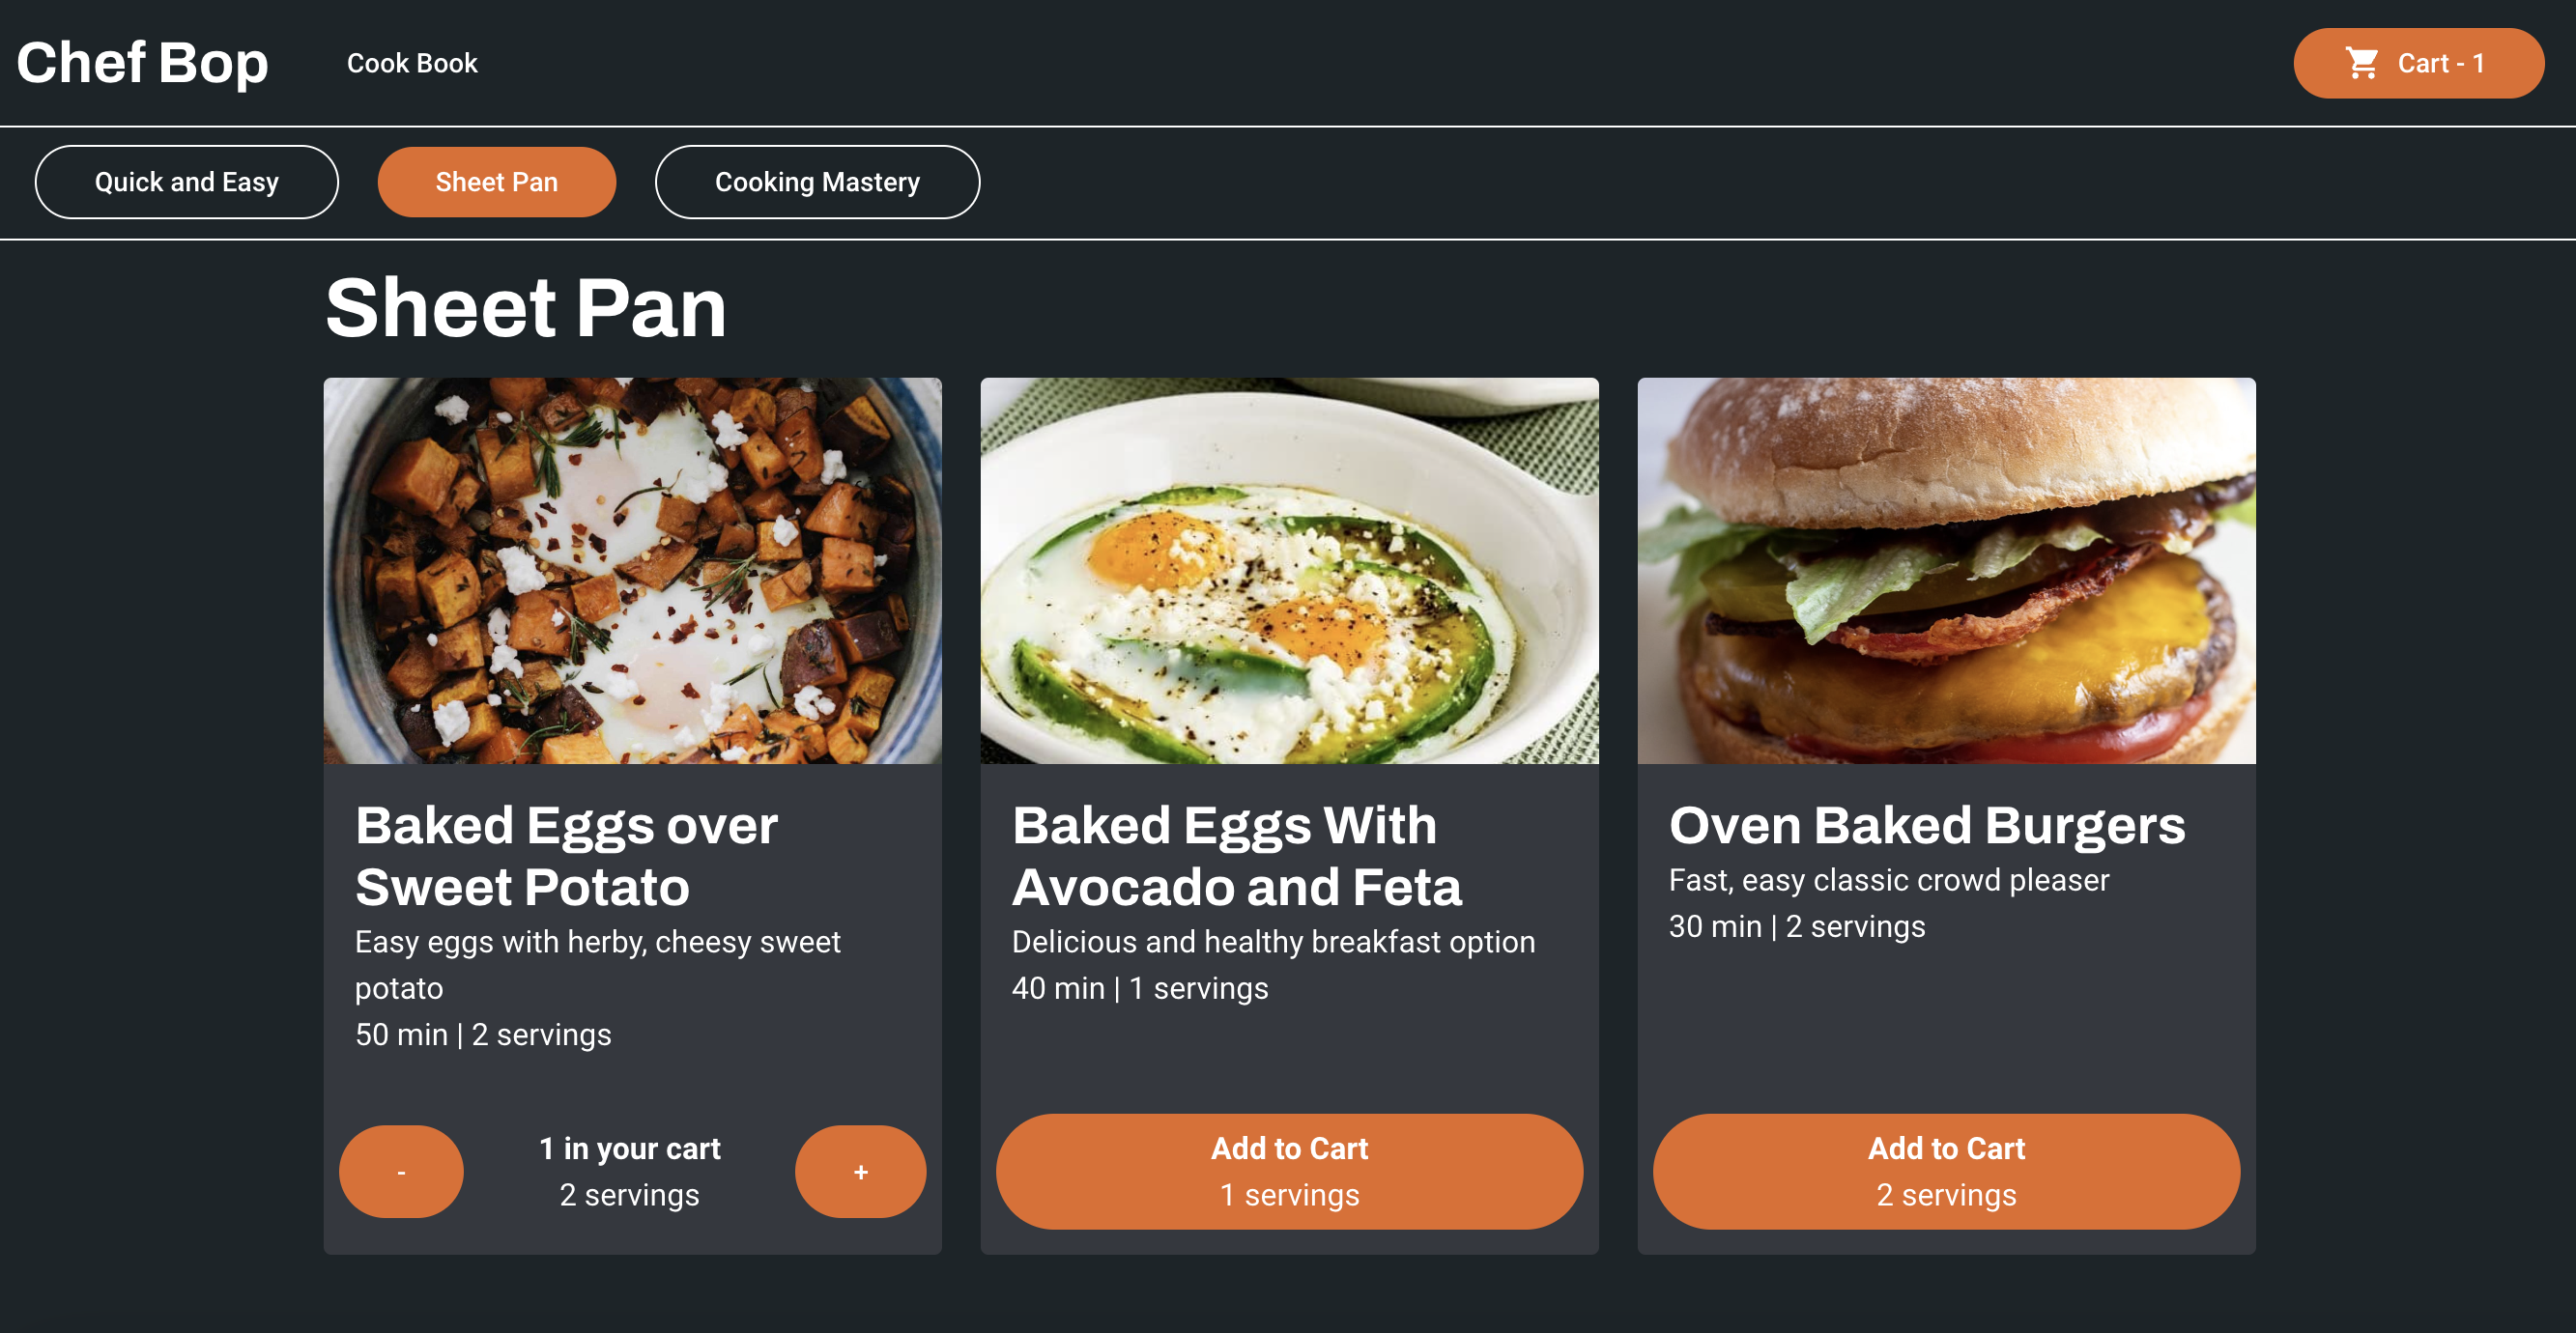 Chef Bop
Cook Book
Cart - 1
Quick and Easy
Sheet Pan
Cooking Mastery
Sheet Pan
Baked Eggs over
Sweet Potato
Easy eggs with herby, cheesy sweet
potato
50 min | 2 servings
-
1 in your cart
2 servings
+
Baked Eggs With
Avocado and Feta
Delicious and healthy breakfast option
40 min | 1 servings
Add to Cart
1 servings
Oven Baked Burgers
Fast, easy classic crowd pleaser
30 min | 2 servings
Add to Cart
2 servings